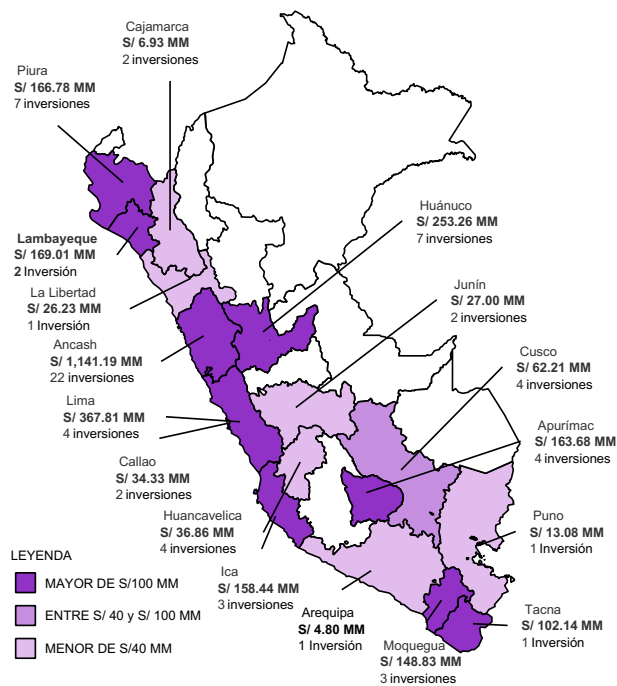 Cajamarca
S/ 6.93 MM
2 inversiones
Piura
S/ 166.78 MM
7 inversiones
Huánuco
S/ 253.26 MM
7 inversiones
Lambayeque
S/ 169.01 MM
2 Inversión
La Libertad
S/ 26.23 MM
1 Inversión
Junín
S/ 27.00 MM
2 inversiones
Ancash
S/ 1,141.19 MM
22 inversiones
Cusco
S/ 62.21 MM
4 inversiones
Lima
S/ 367.81 MM
4 inversiones
Apurímac
S/ 163.68 MM
4 inversiones
Callao
S/ 34.33 MM
2 inversiones
Huancavelica
S/ 36.86 MM
4 inversiones
Puno
S/ 13.08 MM
1 Inversión
Ica
S/ 158.44 MM
3 inversiones
Arequipa
S/ 4.80 MM
1 Inversión
Tacna
S/ 102.14 MM
1 Inversión
Moquegua
S/ 148.83 MM
3 inversiones
LEYENDA
MAYOR DE S/100 MM
ENTRE S/ 40 y S/ 100 MM
MENOR DE S/40 MM